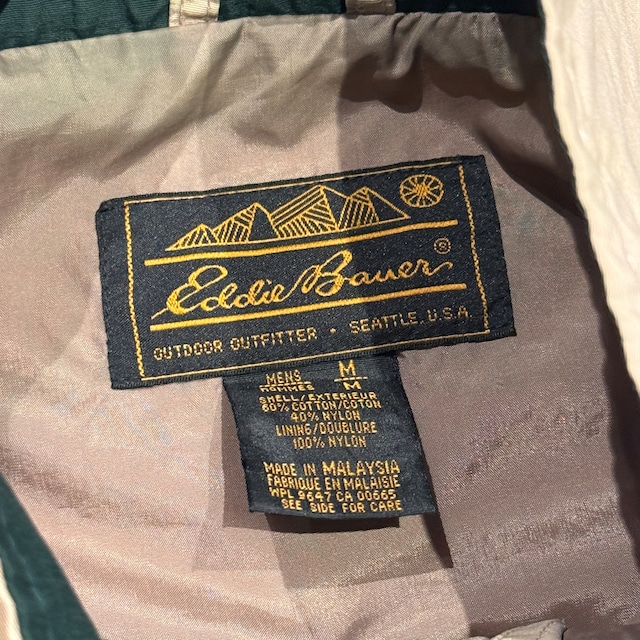 Eddie Bauer®
OUTDOOR OUTFITTER • SEATTLE, U.S.A.
MENS M
HOMMES M
SHELL/EXTERIEUR
60% COTTON/COTON
40% NYLON
LINING/DOUBLURE
100% NYLON
MADE IN MALAYSIA
FABRIQUE EN MALAISIE
WPL 9647 CA 00665
SEE SIDE FOR CARE